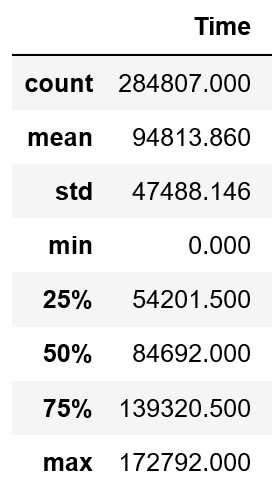 Time
count 284807.000
mean 94813.860
std 47488.146
min 0.000
25% 54201.500
50% 84692.000
75% 139320.500
max 172792.000